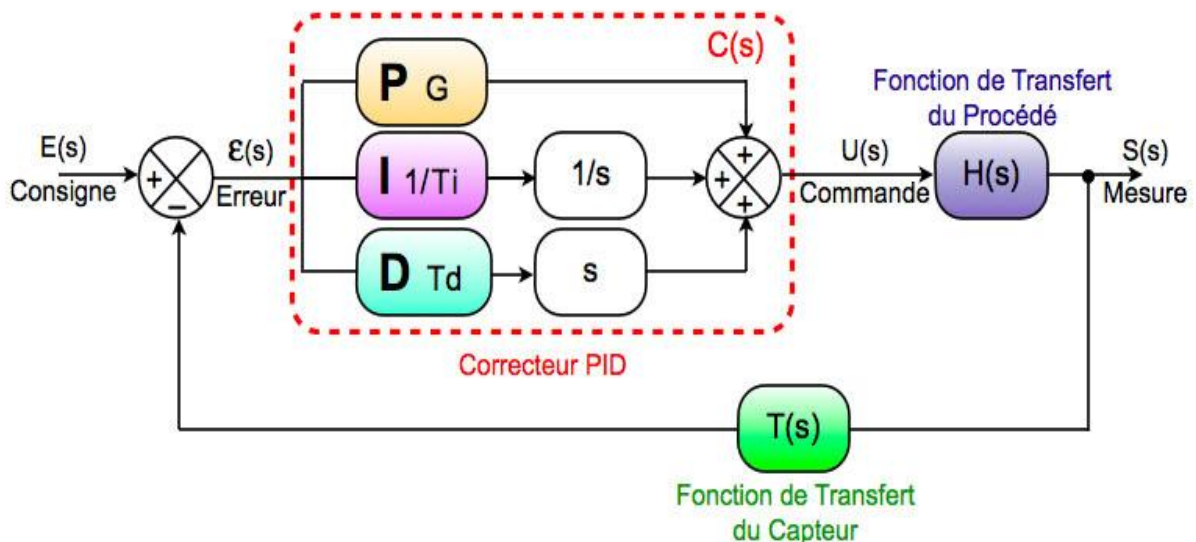 C(s)
P G
Fonction de Transfert
du Procédé
E(s)
Consigne
+
−
ε(s)
Erreur
I 1/Ti
1/s
+
+
+
U(s)
Commande
H(s)
S(s)
Mesure
D Td
s
Correcteur PID
T(s)
Fonction de Transfert
du Capteur